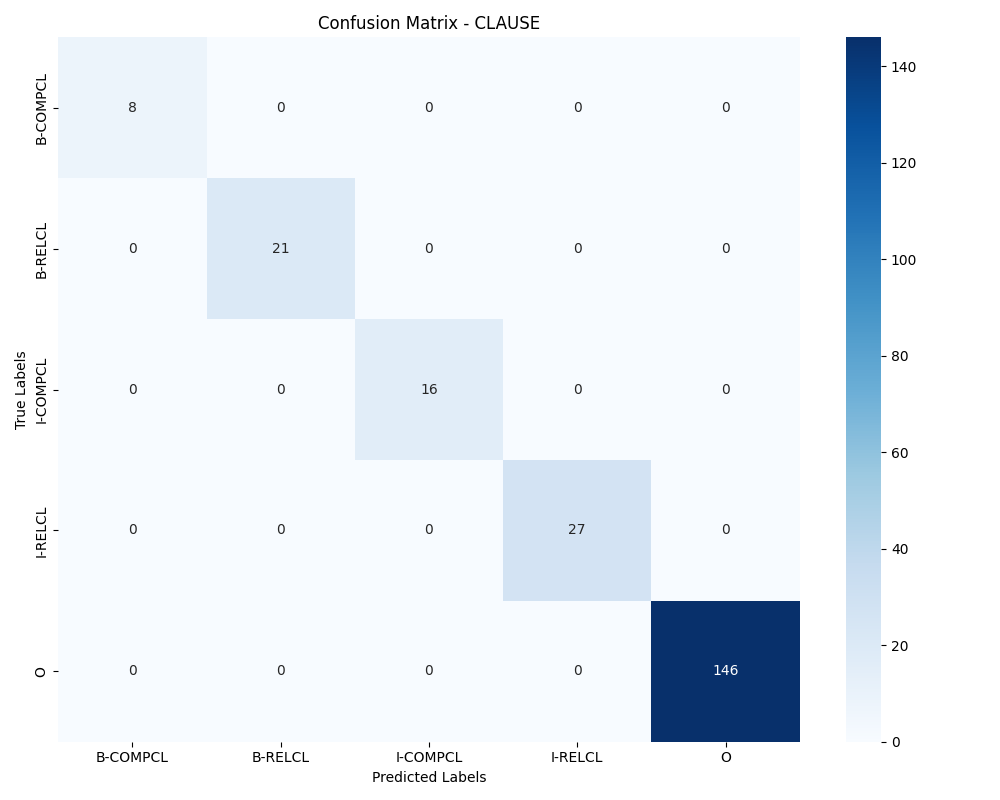 Confusion Matrix - CLAUSE
B-COMPCL
8 0 0 0 0
B-RELCL
0 21 0 0 0
I-COMPCL
0 0 16 0 0
I-RELCL
0 0 0 27 0
O
0 0 0 0 146
True Labels
B-COMPCL B-RELCL I-COMPCL I-RELCL O
Predicted Labels
140
120
100
80
60
40
20
0